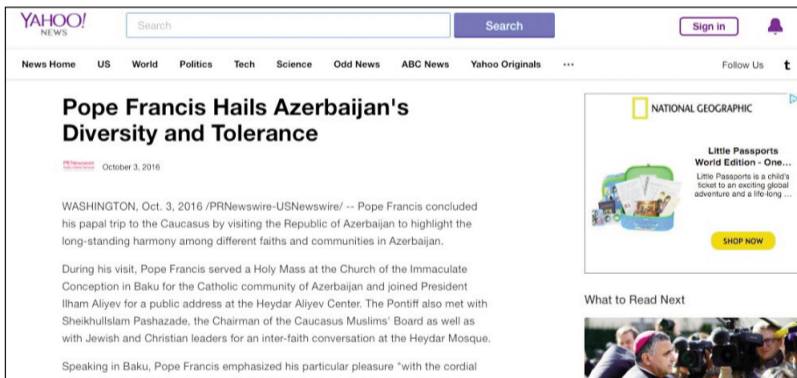 YAHOO!
NEWS
Search
Search
Sign in
News Home US World Politics Tech Science Odd News ABC News Yahoo Originals ...
Follow Us t
Pope Francis Hails Azerbaijan's
Diversity and Tolerance
PRNewswire
October 3, 2016
WASHINGTON, Oct. 3, 2016 /PRNewswire-USNewswire/ -- Pope Francis concluded
his papal trip to the Caucasus by visiting the Republic of Azerbaijan to highlight the
long-standing harmony among different faiths and communities in Azerbaijan.
During his visit, Pope Francis served a Holy Mass at the Church of the Immaculate
Conception in Baku for the Catholic community of Azerbaijan and joined President
Ilham Aliyev for a public address at the Heydar Aliyev Center. The Pontiff also met with
Sheikhullslam Pashazade, the Chairman of the Caucasus Muslims' Board as well as
with Jewish and Christian leaders for an inter-faith conversation at the Heydar Mosque.
Speaking in Baku, Pope Francis emphasized his particular pleasure "with the cordial
NATIONAL GEOGRAPHIC
Little Passports
World Edition - One...
Little Passports is a child's
ticket to an exciting global
adventure and a life-long ...
SHOP NOW
What to Read Next